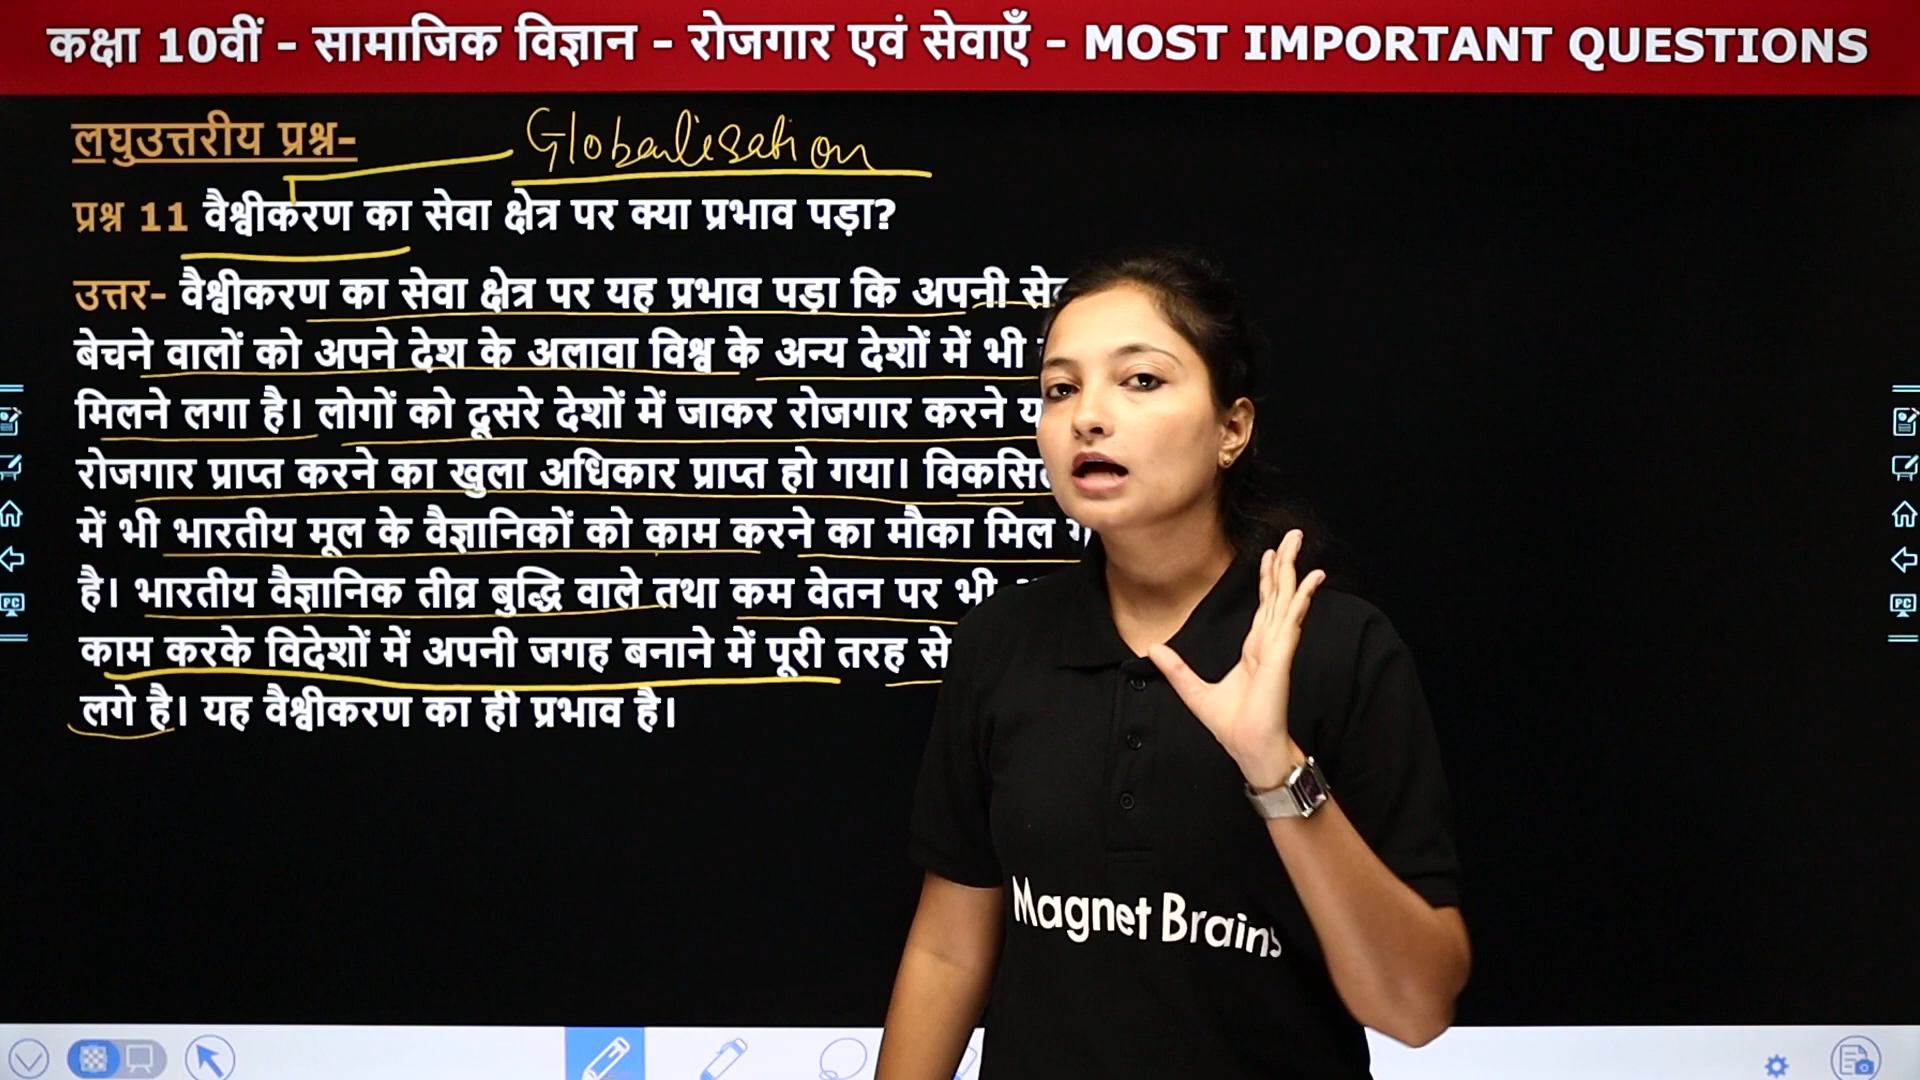 कक्षा 10वीं - सामाजिक विज्ञान - रोजगार एवं सेवाएँ - MOST IMPORTANT QUESTIONS
लघुउत्तरीय प्रश्न-
Globalisation
प्रश्न 11 वैश्वीकरण का सेवा क्षेत्र पर क्या प्रभाव पड़ा?
उत्तर- वैश्वीकरण का सेवा क्षेत्र पर यह प्रभाव पड़ा कि अपनी
बेचने वालों को अपने देश के अलावा विश्व के अन्य देशों में भी
मिलने लगा है। लोगों को दूसरे देशों में जाकर रोजगार करने
रोजगार प्राप्त करने का खुला अधिकार प्राप्त हो गया।
में भी भारतीय मूल के वैज्ञानिकों को काम करने का मौका मिल
है। भारतीय वैज्ञानिक तीव्र बुद्धि वाले तथा कम वेतन पर भी
काम करके विदेशों में अपनी जगह बनाने में पूरी तरह से
लगे है। यह वैश्वीकरण का ही प्रभाव है।
Magnet Brains
PC
PC